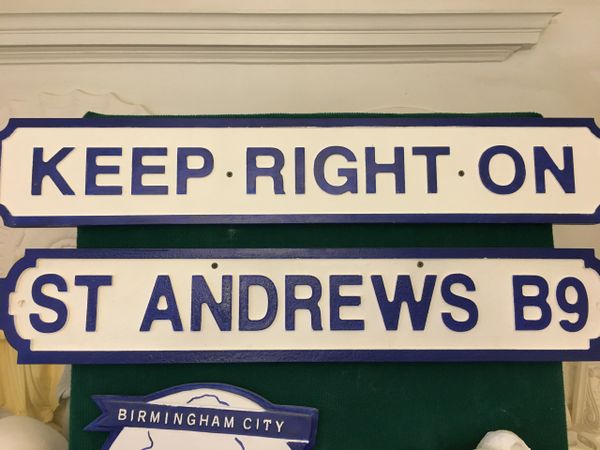 KEEP·RIGHT·ON
ST ANDREWS B9
BIRMINGHAM CITY